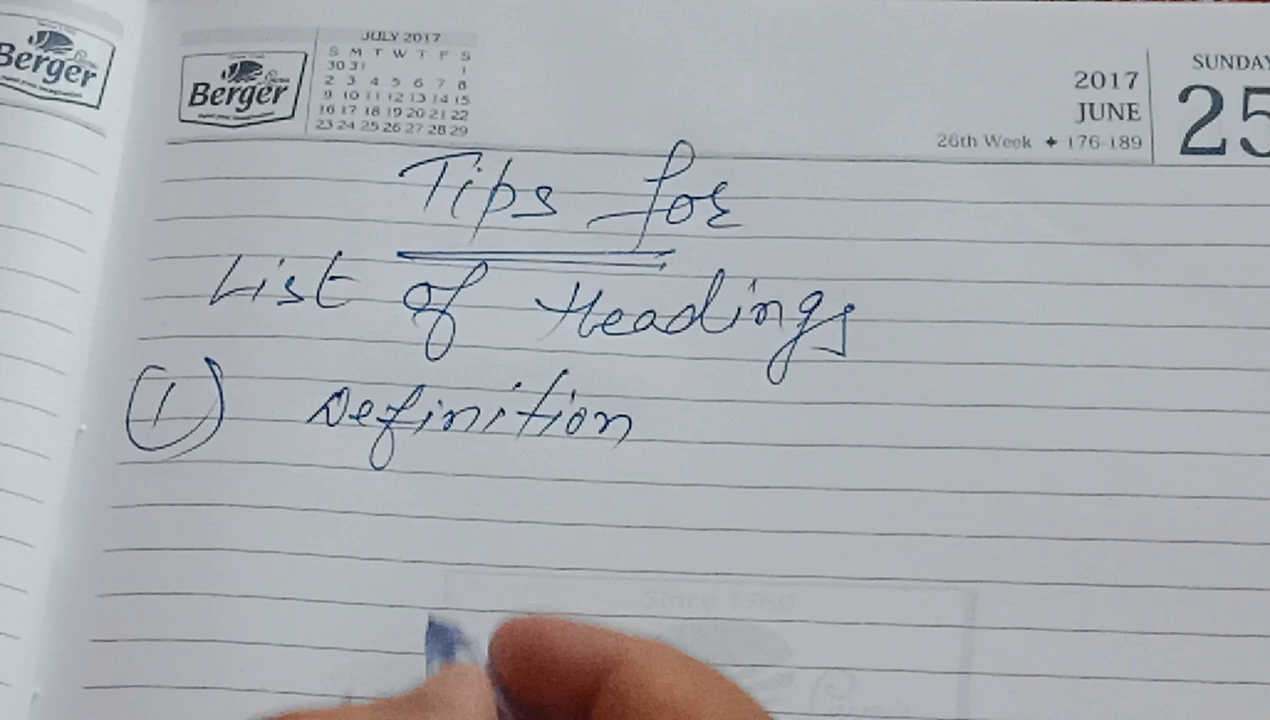 Berger
Berger
JULY 2017
S M T W T F S
30 31 1
2 3 4 5 6 7 8
9 10 11 12 13 14 15
16 17 18 19 20 21 22
23 24 25 26 27 28 29
2017
JUNE
26th Week ✦ 176-189
SUNDAY
25
Tips for
List of Headings
1 Definition
Since 1760